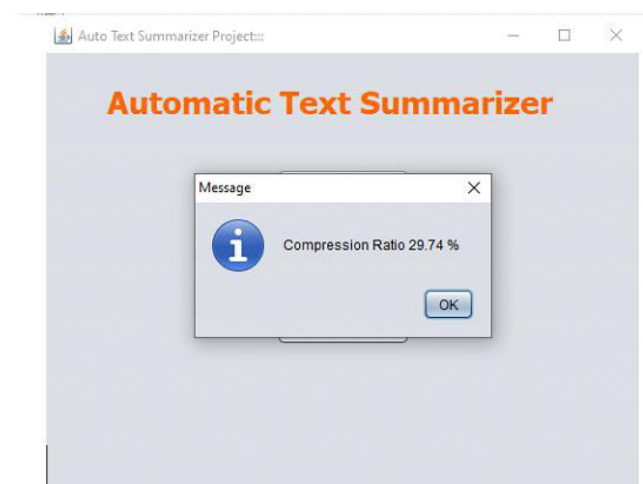 Auto Text Summarizer Project:::
Automatic Text Summarizer
Message
Compression Ratio 29.74 %
OK